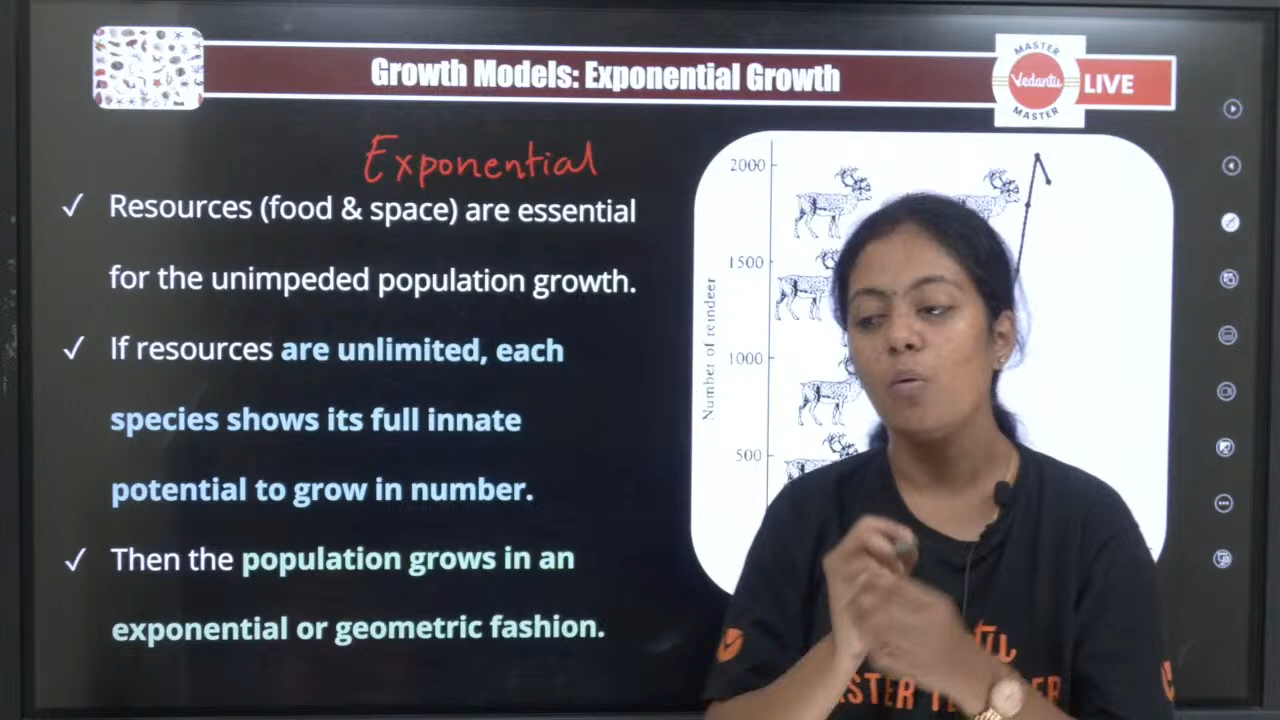 Growth Models: Exponential Growth
MASTER
Vedantu
MASTER
LIVE
Exponential
✓ Resources (food & space) are essential
for the unimpeded population growth.
✓ If resources are unlimited, each
species shows its full innate
potential to grow in number.
✓ Then the population grows in an
exponential or geometric fashion.
Number of reindeer
2000
1500
1000
500